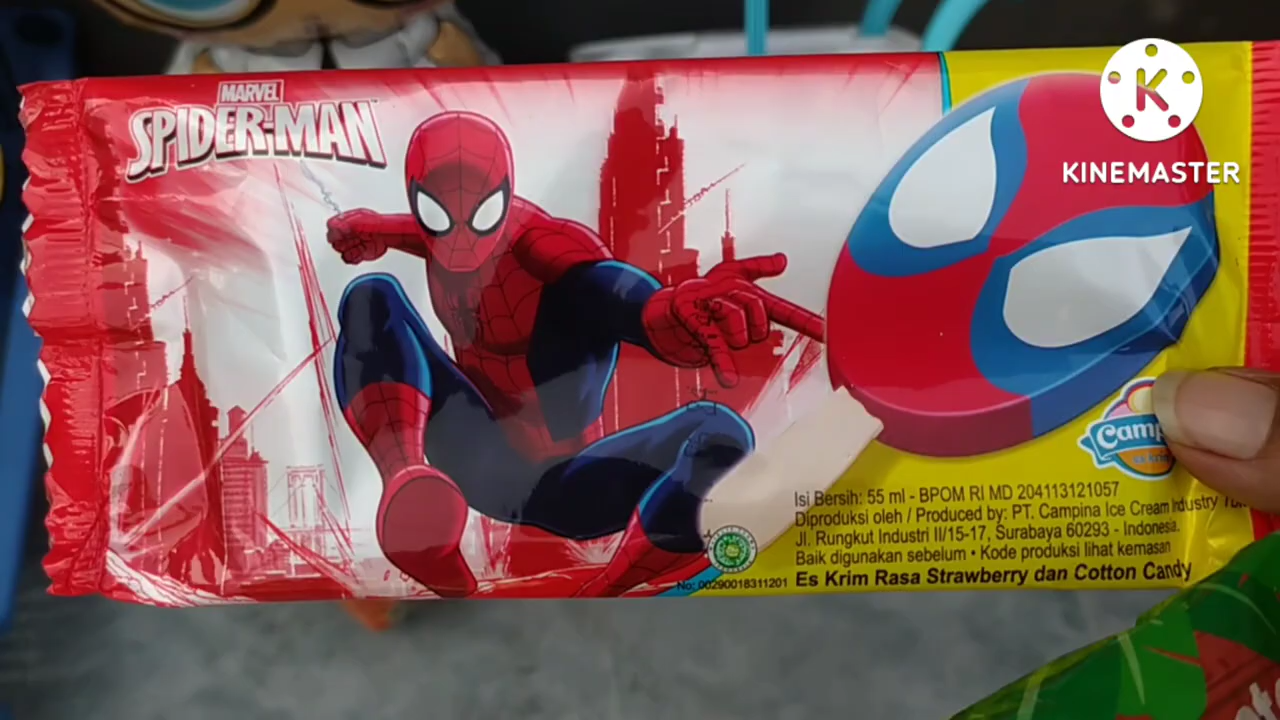 MARVEL
SPIDER-MAN
K
KINEMASTER
Isi Bersih: 55 ml - BPOM RI MD 204113121057
Diproduksi oleh / Produced by: PT. Campina Ice Cream Industry
Jl. Rungkut Industri II/15-17, Surabaya 60293 - Indonesia.
Baik digunakan sebelum • Kode produksi lihat kemasan
No: 00290018311201
Es Krim Rasa Strawberry dan Cotton Candy